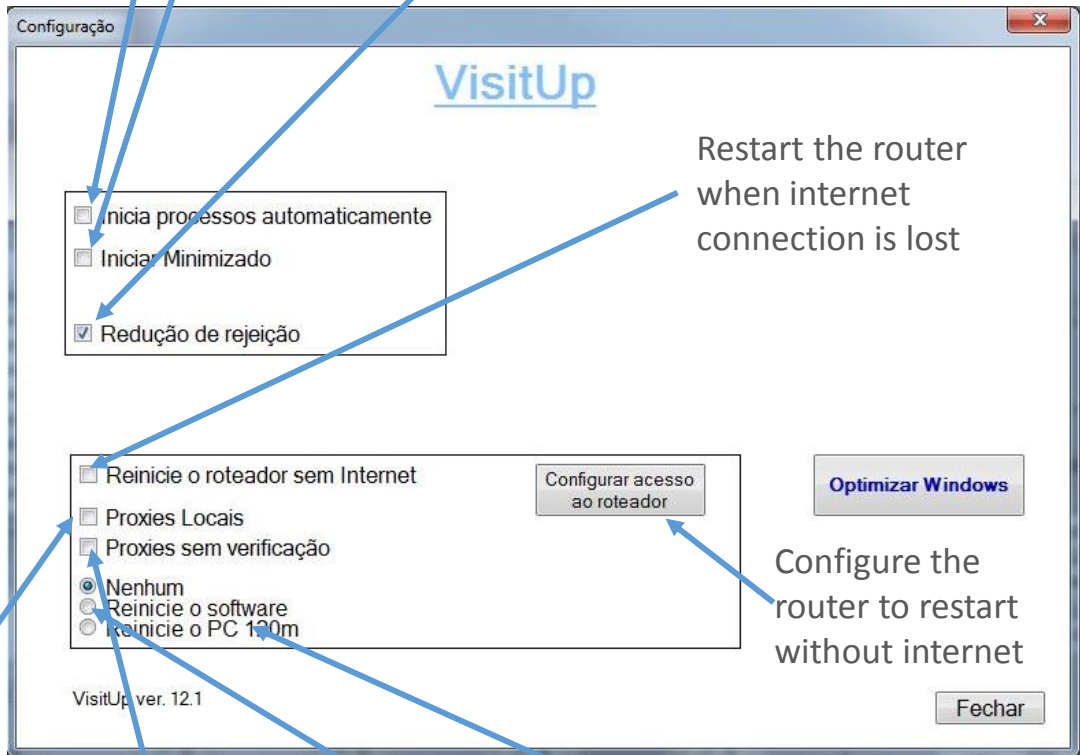 Configuração
VisitUp
Restart the router
when internet
connection is lost
Inicia processos automaticamente
Iniciar Minimizado
Redução de rejeição
Reinicie o roteador sem Internet
Configurar acesso
ao roteador
Optimizar Windows
Proxies Locais
Proxies sem verificação
Configure the
router to restart
without internet
Nenhum
Reinicie o software
Reinicie o PC 120m
VisitUp ver. 12.1
Fechar